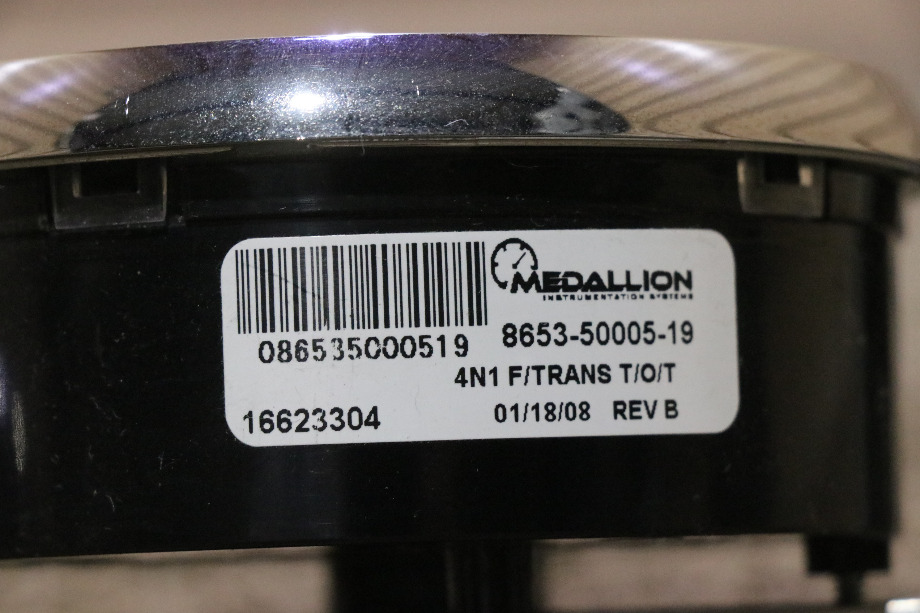 MEDALLION
INSTRUMENTATION SYSTEMS
086535000519
8653-50005-19
4N1 F/TRANS T/O/T
16623304
01/18/08 REV B